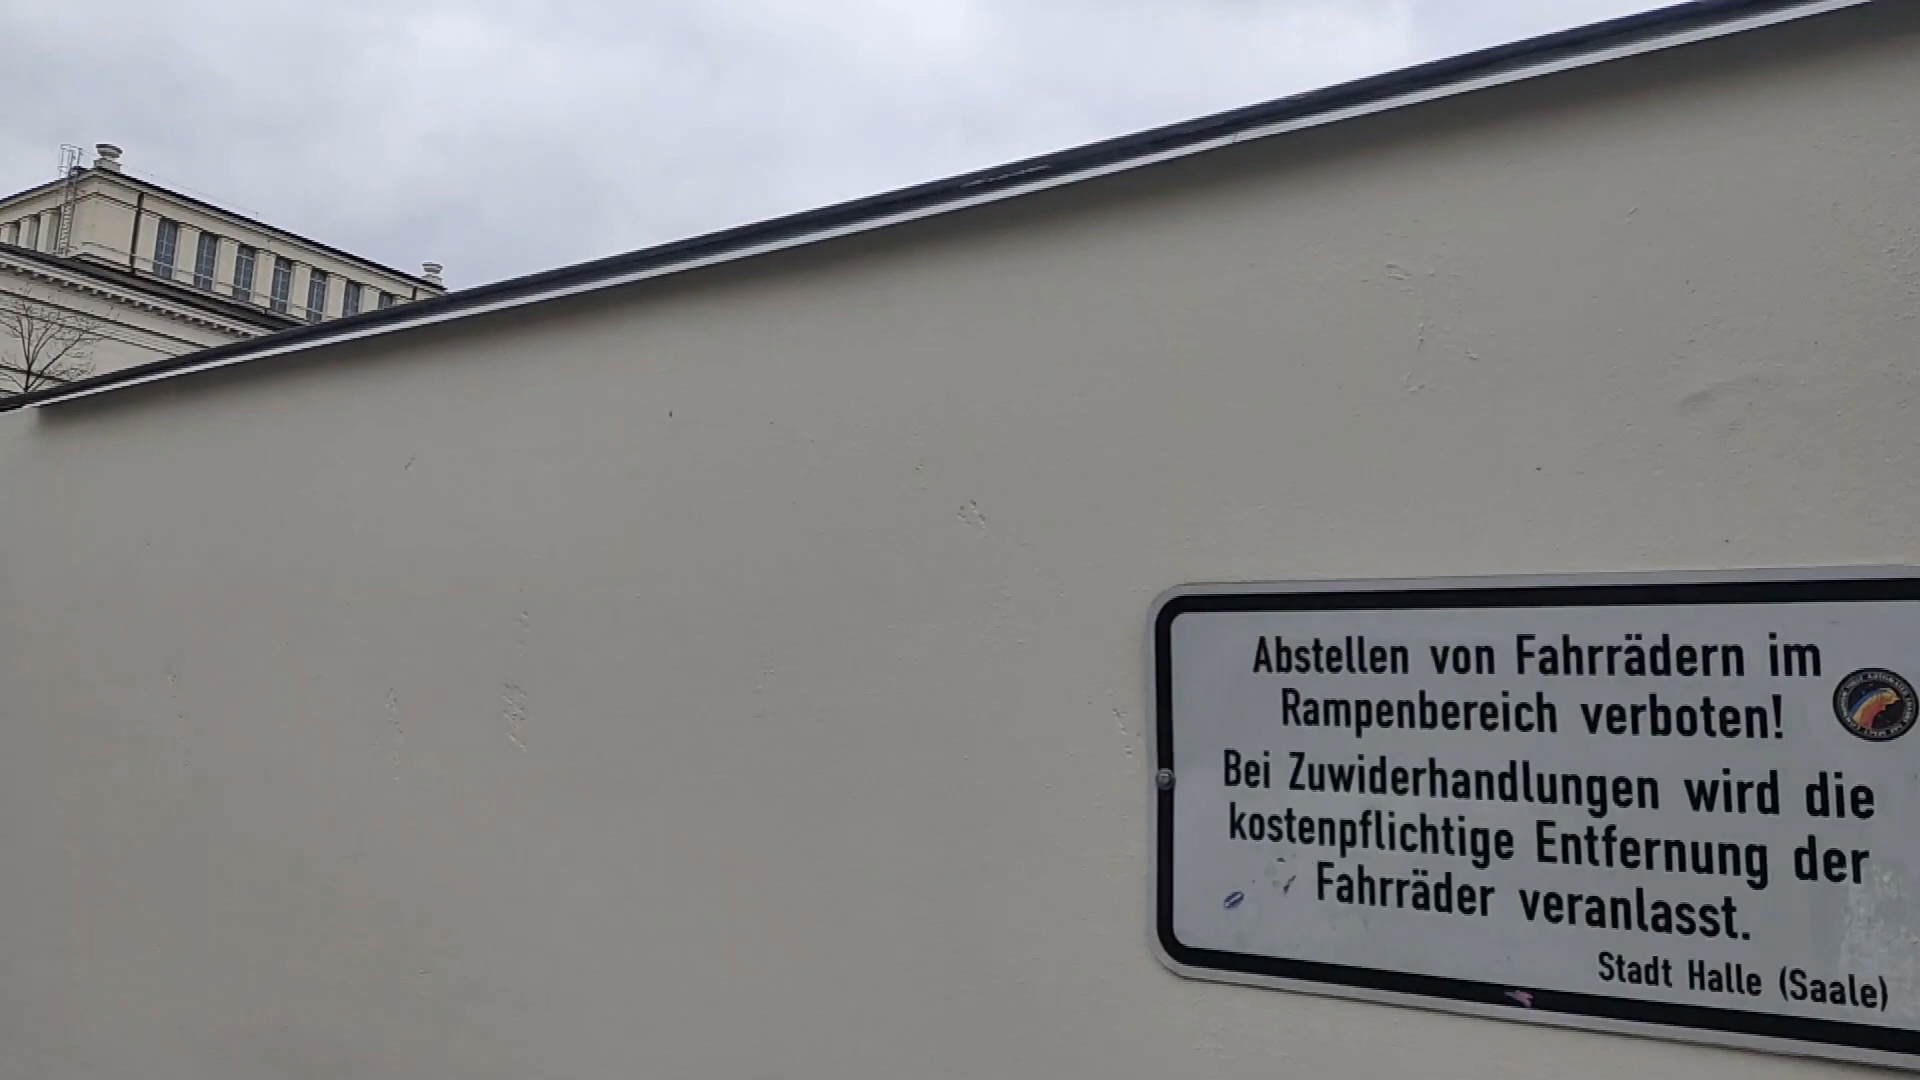 Abstellen von Fahrrädern im
Rampenbereich verboten!
Bei Zuwiderhandlungen wird die
kostenpflichtige Entfernung der
Fahrräder veranlasst.
Stadt Halle (Saale)